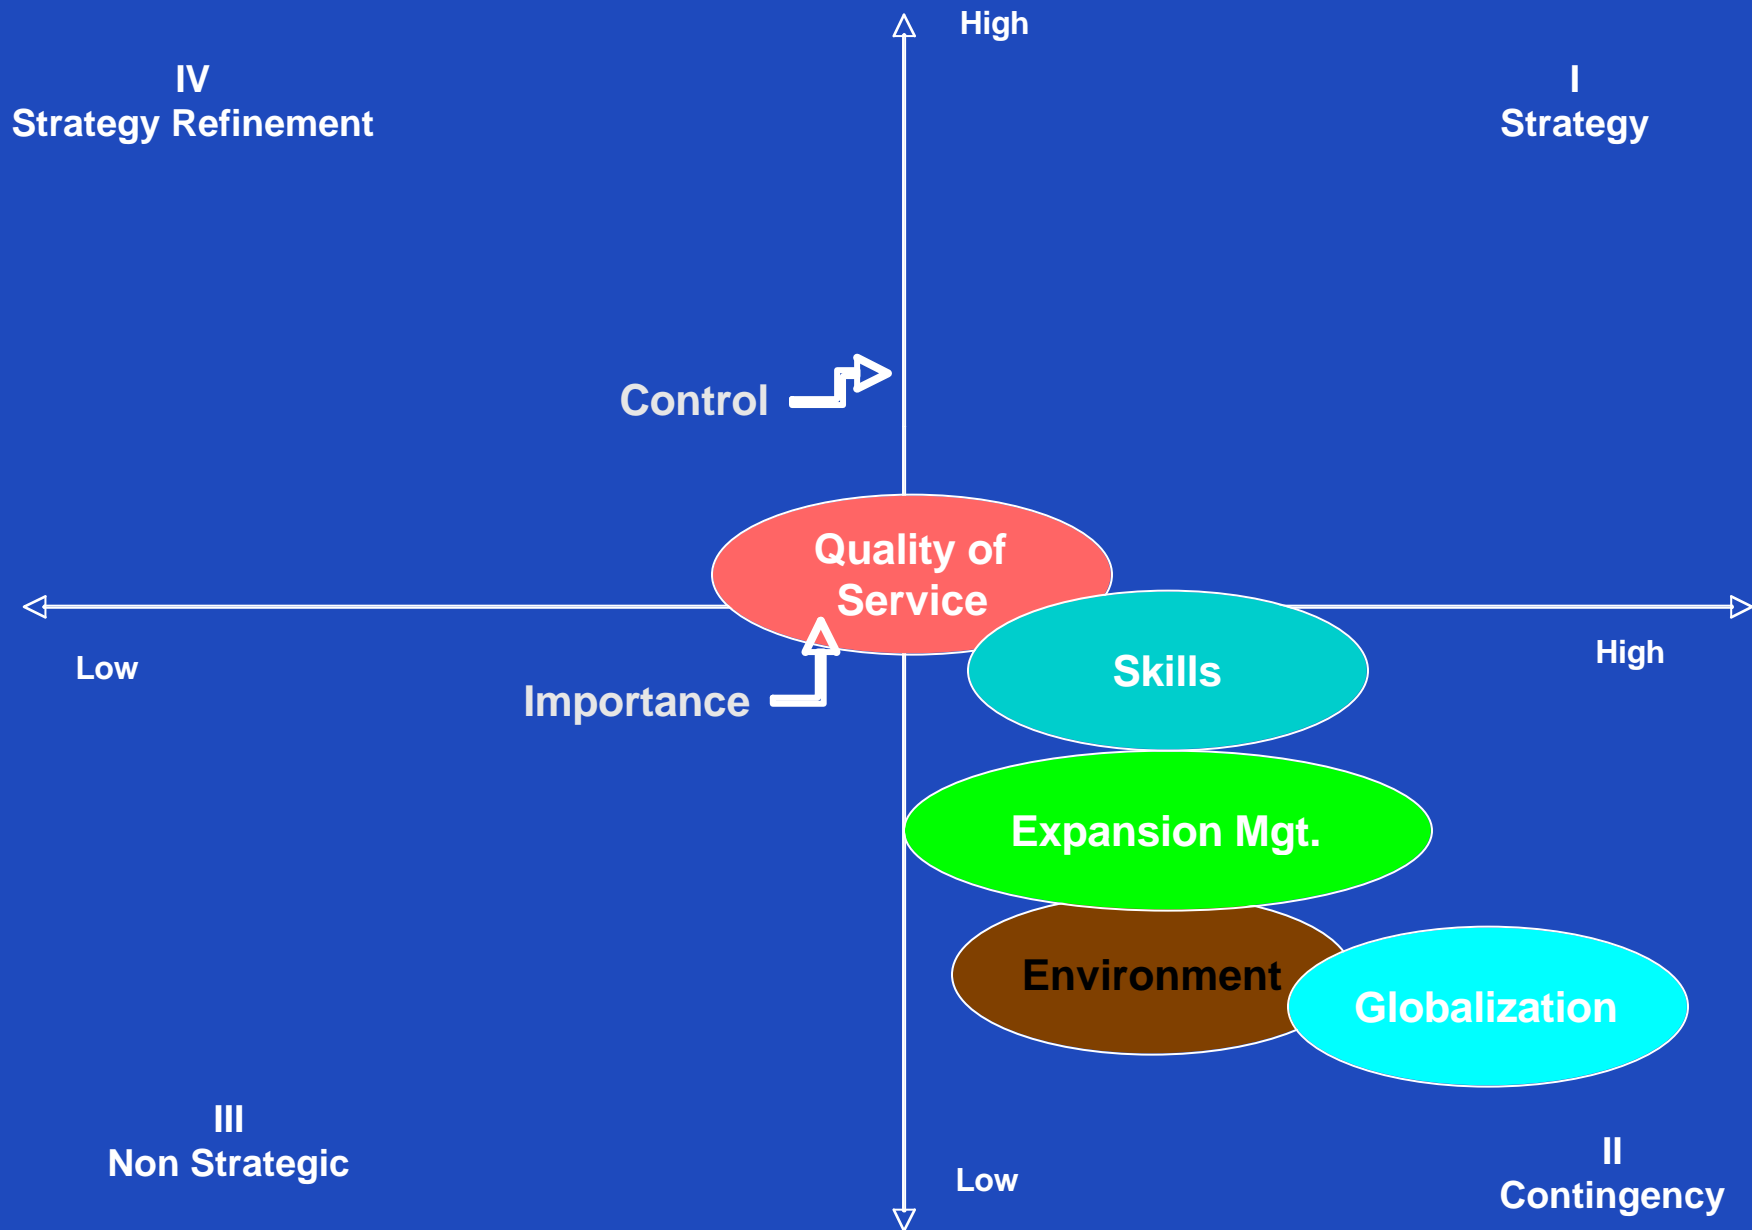 High
IV
Strategy Refinement
I
Strategy
Control
Quality of
Service
Low
High
Skills
Importance
Expansion Mgt.
Environment
Globalization
III
Non Strategic
II
Low
Contingency